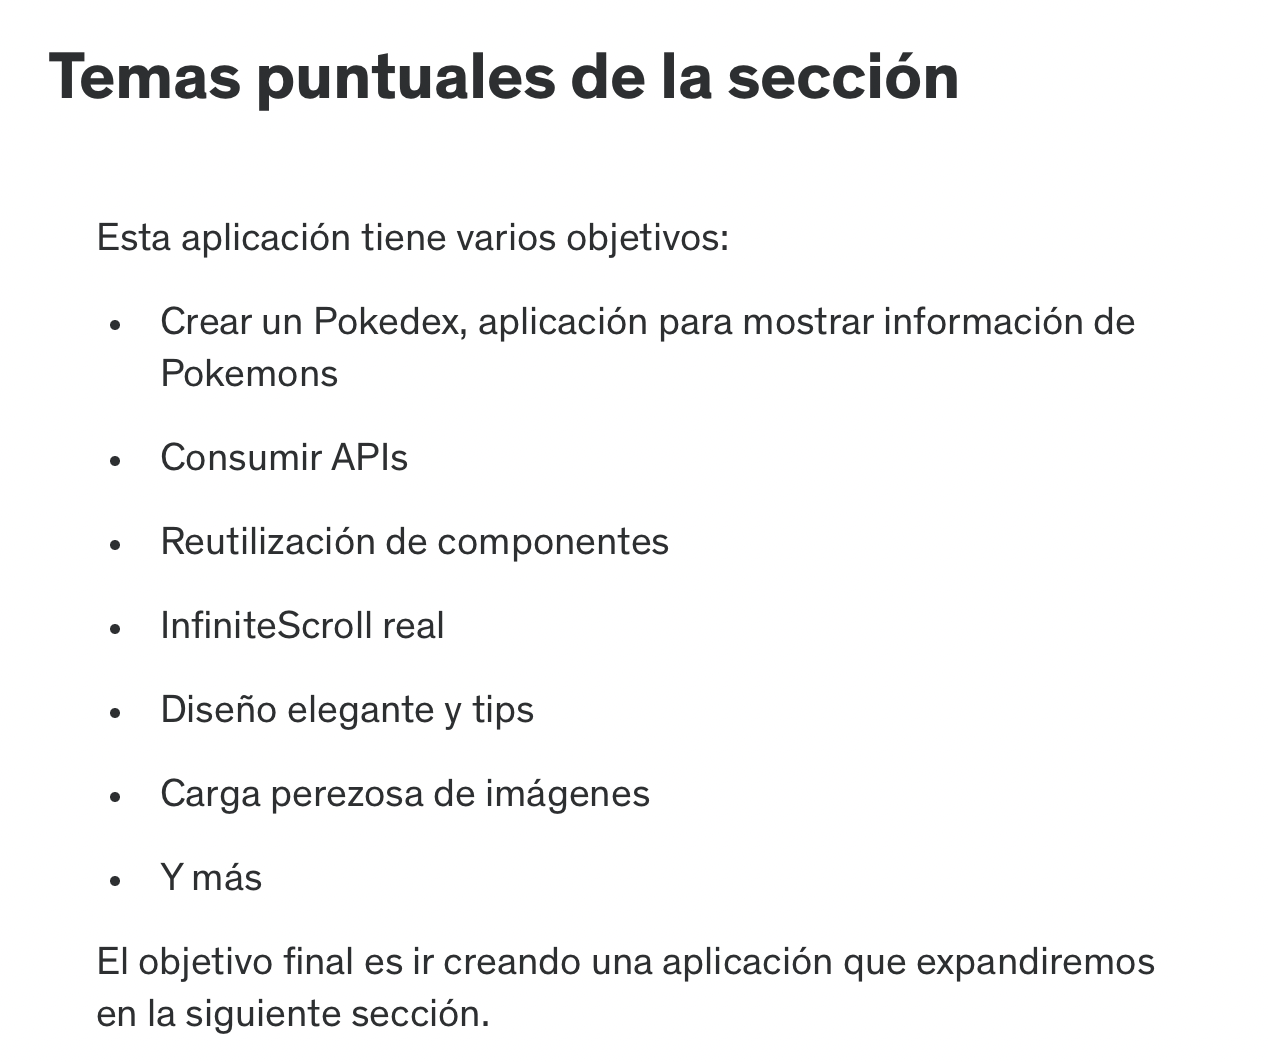 Temas puntuales de la sección
Esta aplicación tiene varios objetivos:
• Crear un Pokedex, aplicación para mostrar información de
Pokemons
• Consumir APIs
• Reutilización de componentes
• InfiniteScroll real
• Diseño elegante y tips
• Carga perezosa de imágenes
• Y más
El objetivo final es ir creando una aplicación que expandiremos
en la siguiente sección.